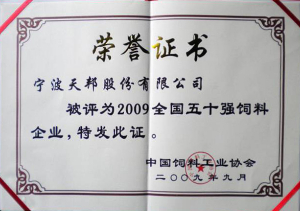 荣誉证书
宁波天邦股份有限公司
被评为2009全国五十强饲料
企业，特发此证。
中国饲料工业协会
二〇〇九年九月